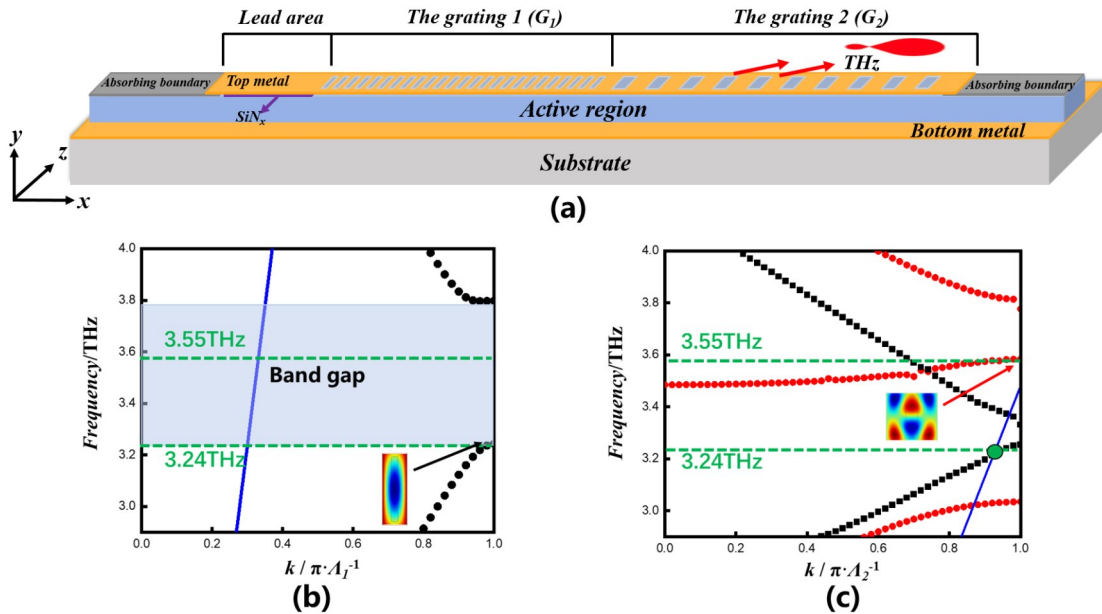 Lead area
The grating 1 (G₁)
The grating 2 (G₂)
THz
Absorbing boundary
Top metal
Absorbing boundary
SiNₓ
Active region
Bottom metal
Substrate
y
z
x
(a)
4.0
3.8
3.6
3.4
3.2
3.0
Frequency/THz
3.55THz
Band gap
3.24THz
0.0 0.2 0.4 0.6 0.8 1.0
k / π·Λ₁⁻¹
(b)
4.0
3.8
3.6
3.4
3.2
3.0
Frequency/THz
3.55THz
3.24THz
0.0 0.2 0.4 0.6 0.8 1.0
k / π·Λ₂⁻¹
(c)